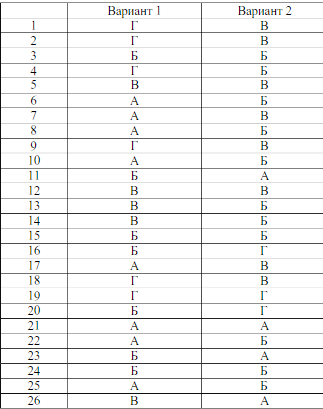 Вариант 1 Вариант 2
1 Г В
2 Г В
3 Б Б
4 Г Б
5 В В
6 А Б
7 А В
8 А Б
9 Г В
10 А Б
11 Б А
12 В В
13 В Б
14 В Б
15 Б Б
16 Б Г
17 А В
18 Г В
19 Г Г
20 Б Г
21 А А
22 А Б
23 Б А
24 Б Б
25 А Б
26 В А